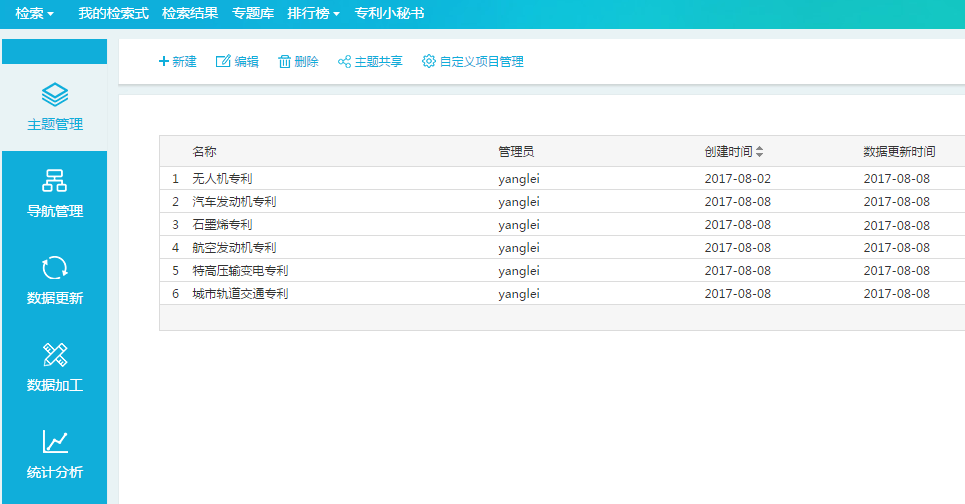 检索 我的检索式 检索结果 专题库 排行榜 专利小秘书
新建 编辑 删除 主题共享 自定义项目管理
主题管理
导航管理
数据更新
数据加工
统计分析
名称 管理员 创建时间 数据更新时间
1 无人机专利 yanglei 2017-08-02 2017-08-08
2 汽车发动机专利 yanglei 2017-08-08 2017-08-08
3 石墨烯专利 yanglei 2017-08-08 2017-08-08
4 航空发动机专利 yanglei 2017-08-08 2017-08-08
5 特高压输变电专利 yanglei 2017-08-08 2017-08-08
6 城市轨道交通专利 yanglei 2017-08-08 2017-08-08